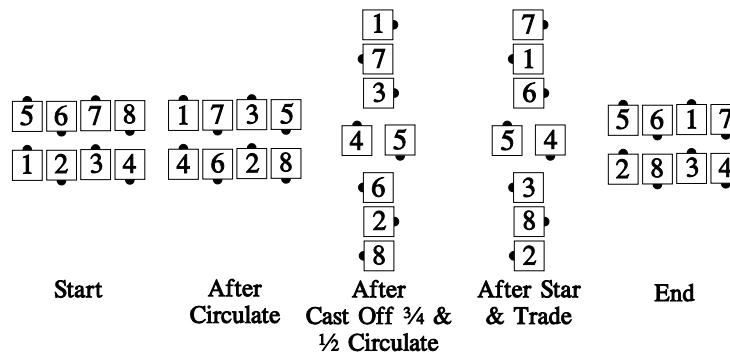 5 6 7 8
1 2 3 4
Start
1 7 3 5
4 6 2 8
After
Circulate
1
7
3
4 5
6
2
8
After
Cast Off ¾ &
½ Circulate
7
1
6
5 4
3
8
2
After Star
& Trade
5 6 1 7
2 8 3 4
End